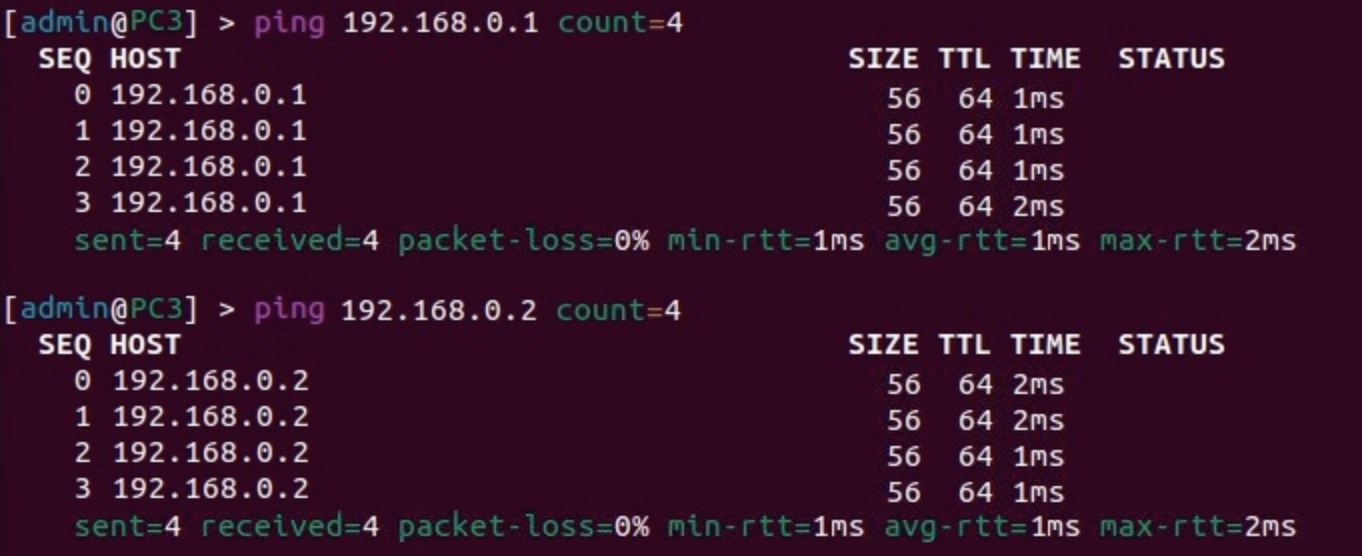 [admin@PC3] > ping 192.168.0.1 count=4
SEQ HOST SIZE TTL TIME STATUS
0 192.168.0.1 56 64 1ms
1 192.168.0.1 56 64 1ms
2 192.168.0.1 56 64 1ms
3 192.168.0.1 56 64 2ms
sent=4 received=4 packet-loss=0% min-rtt=1ms avg-rtt=1ms max-rtt=2ms
[admin@PC3] > ping 192.168.0.2 count=4
SEQ HOST SIZE TTL TIME STATUS
0 192.168.0.2 56 64 2ms
1 192.168.0.2 56 64 2ms
2 192.168.0.2 56 64 1ms
3 192.168.0.2 56 64 1ms
sent=4 received=4 packet-loss=0% min-rtt=1ms avg-rtt=1ms max-rtt=2ms